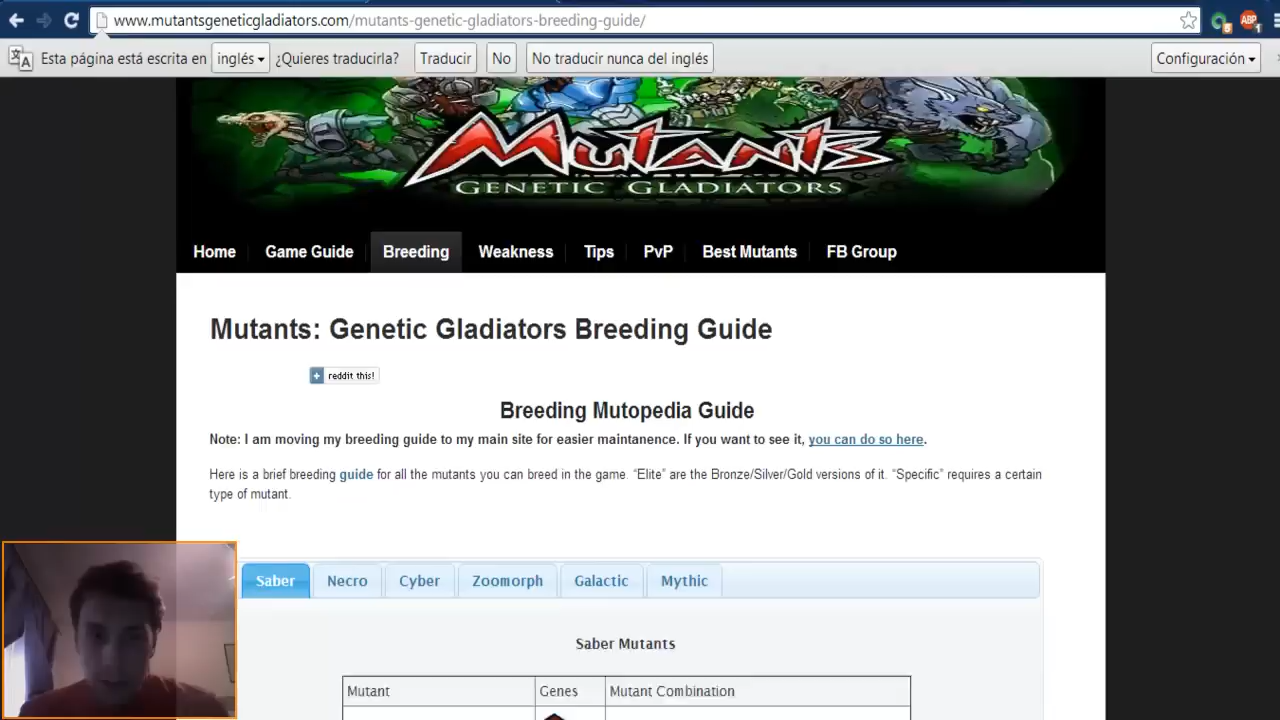 www.mutantsgeneticgladiators.com/mutants-genetic-gladiators-breeding-guide/
5
ABP
1
Esta página está escrita en inglés ¿Quieres traducirla? Traducir No No traducir nunca del inglés Configuración
MUTANTS
GENETIC GLADIATORS
Home Game Guide Breeding Weakness Tips PvP Best Mutants FB Group
Mutants: Genetic Gladiators Breeding Guide
reddit this!
Breeding Mutopedia Guide
Note: I am moving my breeding guide to my main site for easier maintanence. If you want to see it, you can do so here.
Here is a brief breeding guide for all the mutants you can breed in the game. “Elite” are the Bronze/Silver/Gold versions of it. “Specific” requires a certain
type of mutant.
Saber Necro Cyber Zoomorph Galactic Mythic
Saber Mutants
Mutant Genes Mutant Combination